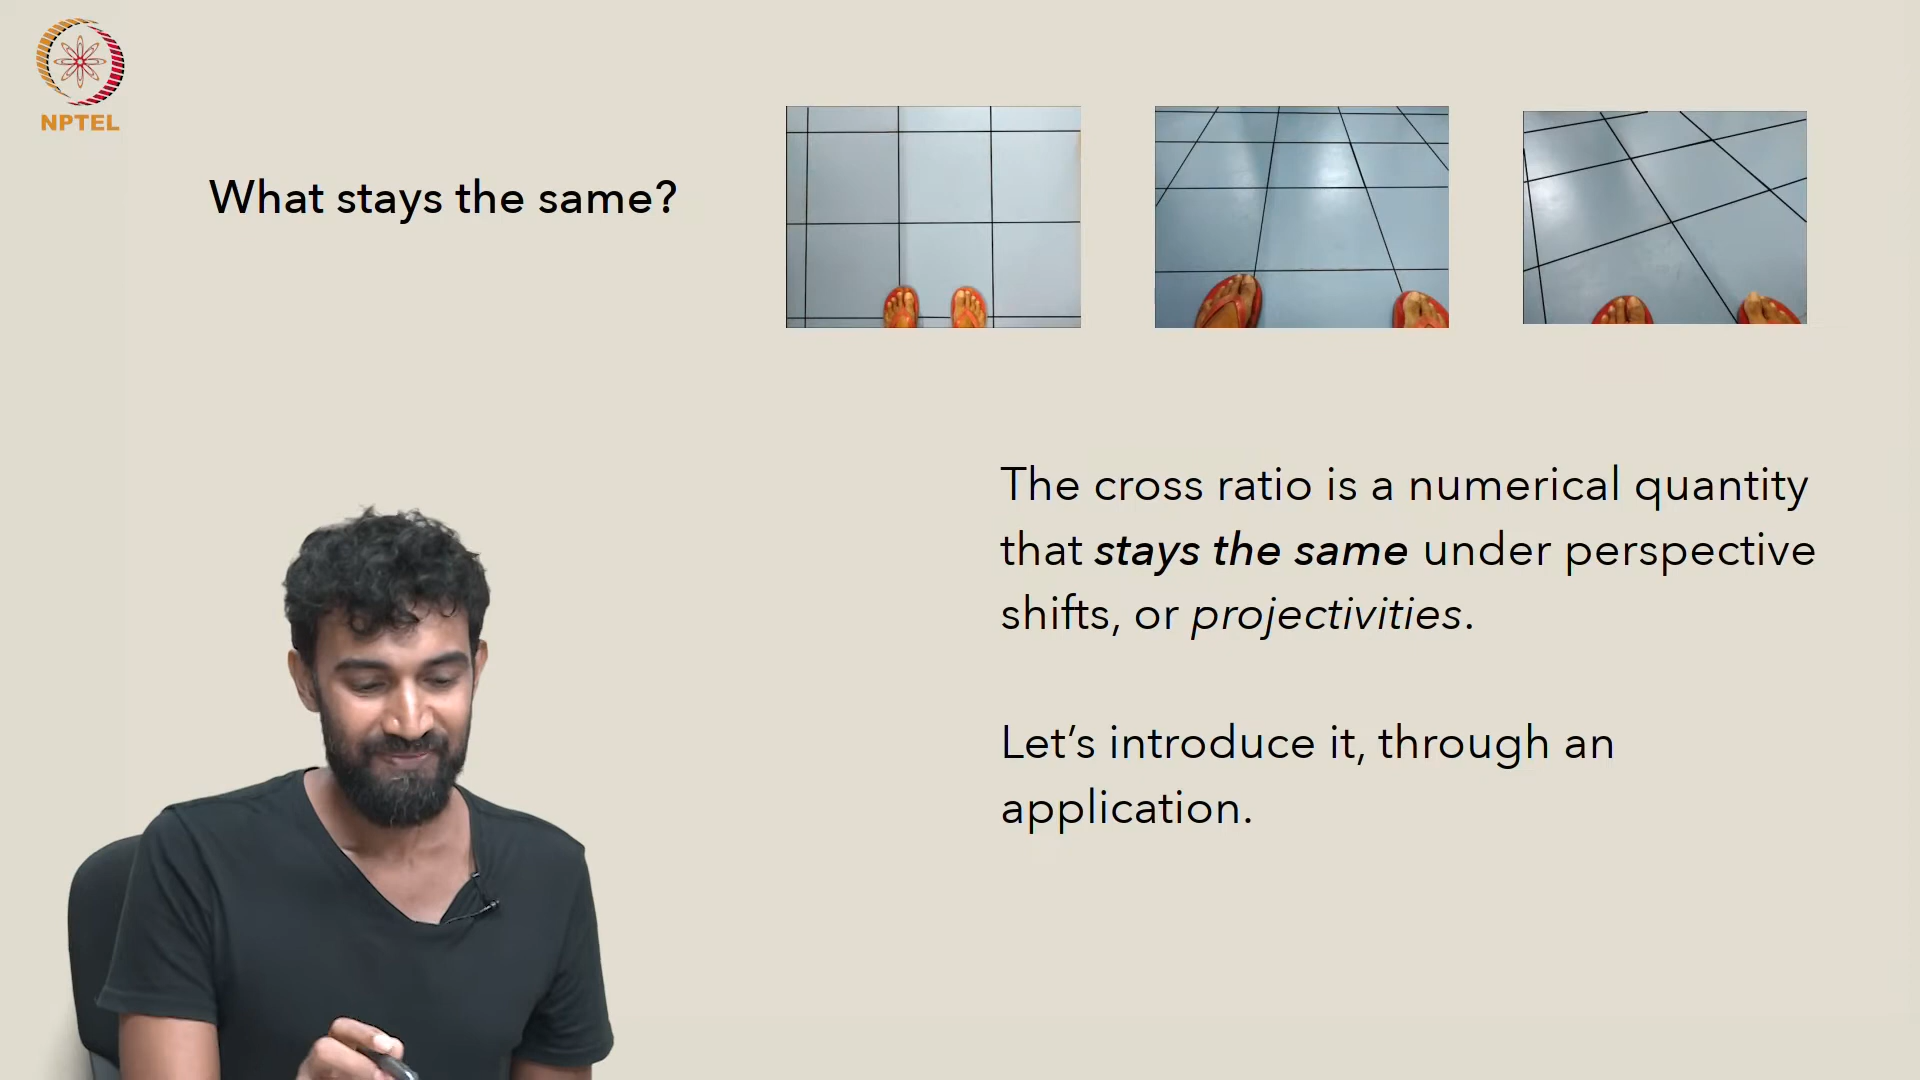 NPTEL
What stays the same?
The cross ratio is a numerical quantity
that stays the same under perspective
shifts, or projectivities.
Let’s introduce it, through an
application.